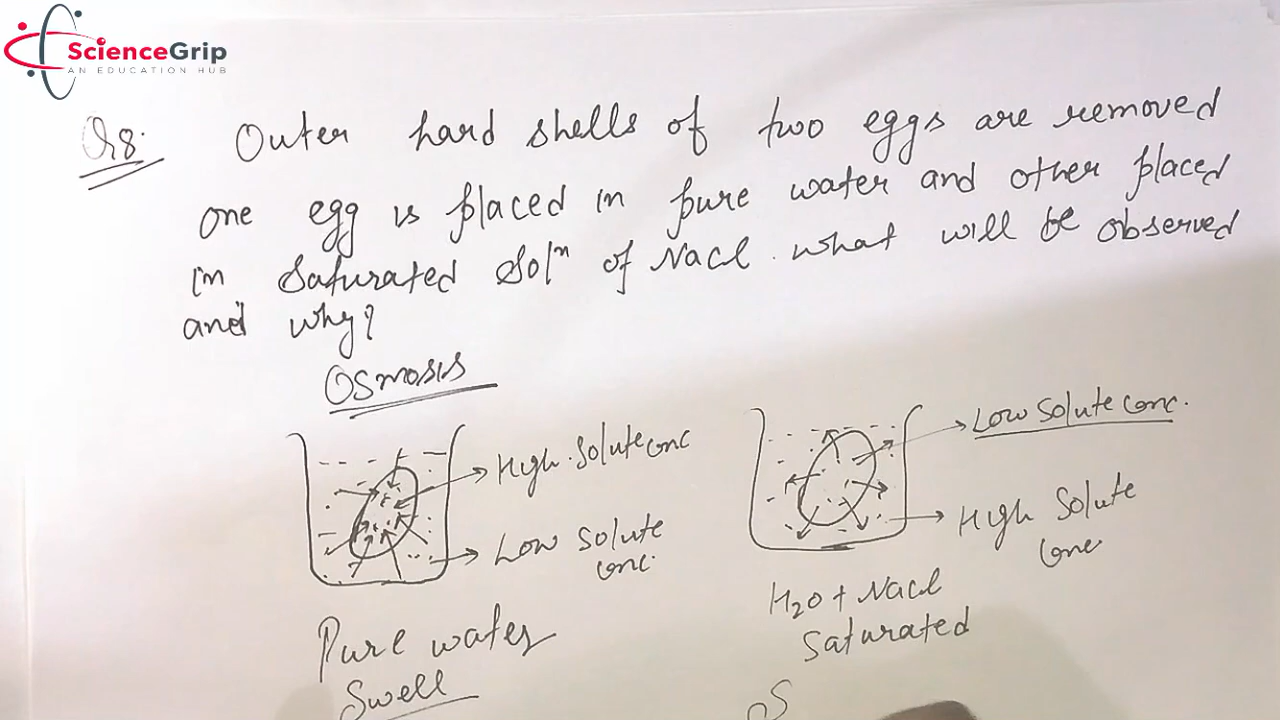 ScienceGrip
AN EDUCATION HUB
Q8.
Outer hard shells of two eggs are removed
one egg is placed in pure water and other placed
in Saturated Solⁿ of NaCl. what will be observed
and why?
Osmosis
High Solute conc
Low Solute conc.
Low Solute conc.
High Solute conc
Pure water
Swell
H2O + NaCl
Saturated